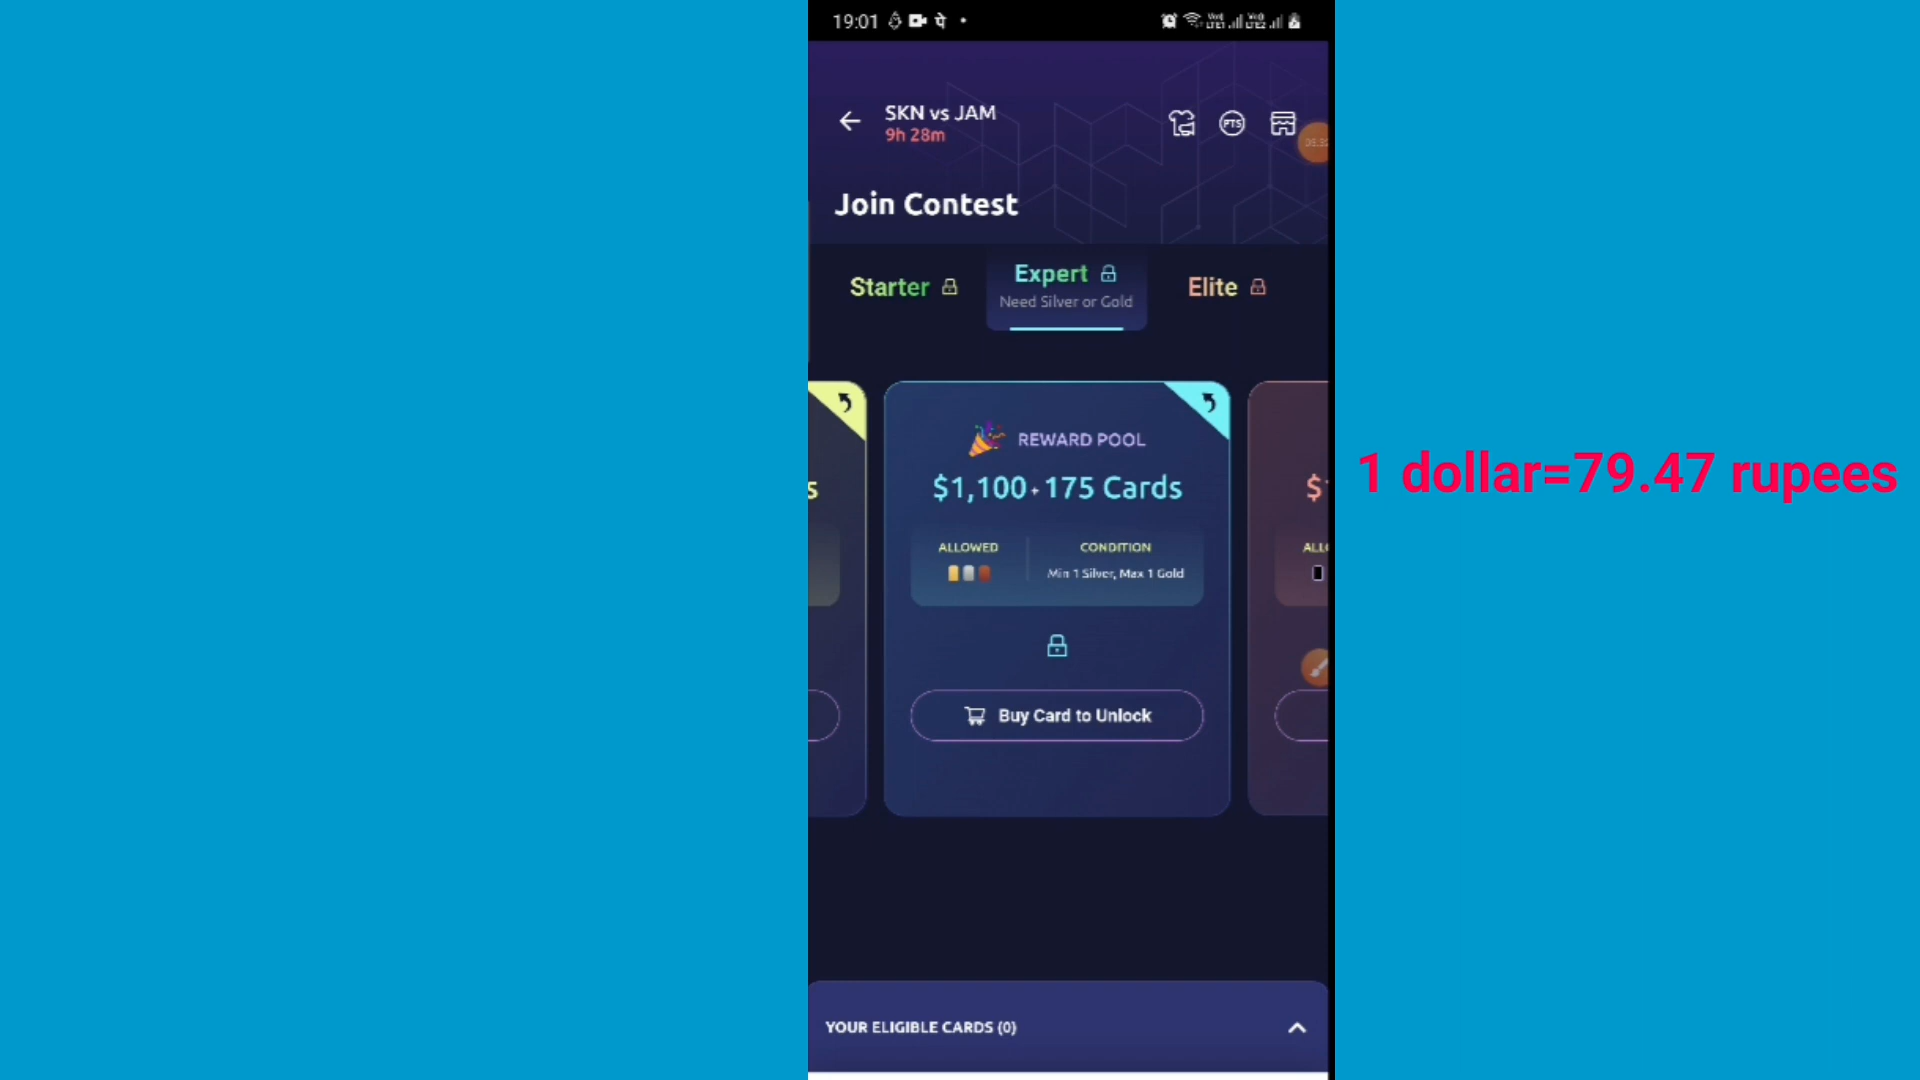 19:01 पे
SKN vs JAM
9h 28m
PTS
Join Contest
Starter
Expert
Need Silver or Gold
Elite
REWARD POOL
s
$1,100 + 175 Cards
$
1 dollar=79.47 rupees
ALLOWED
CONDITION
Min 1 Silver, Max 1 Gold
Buy Card to Unlock
YOUR ELIGIBLE CARDS (0)